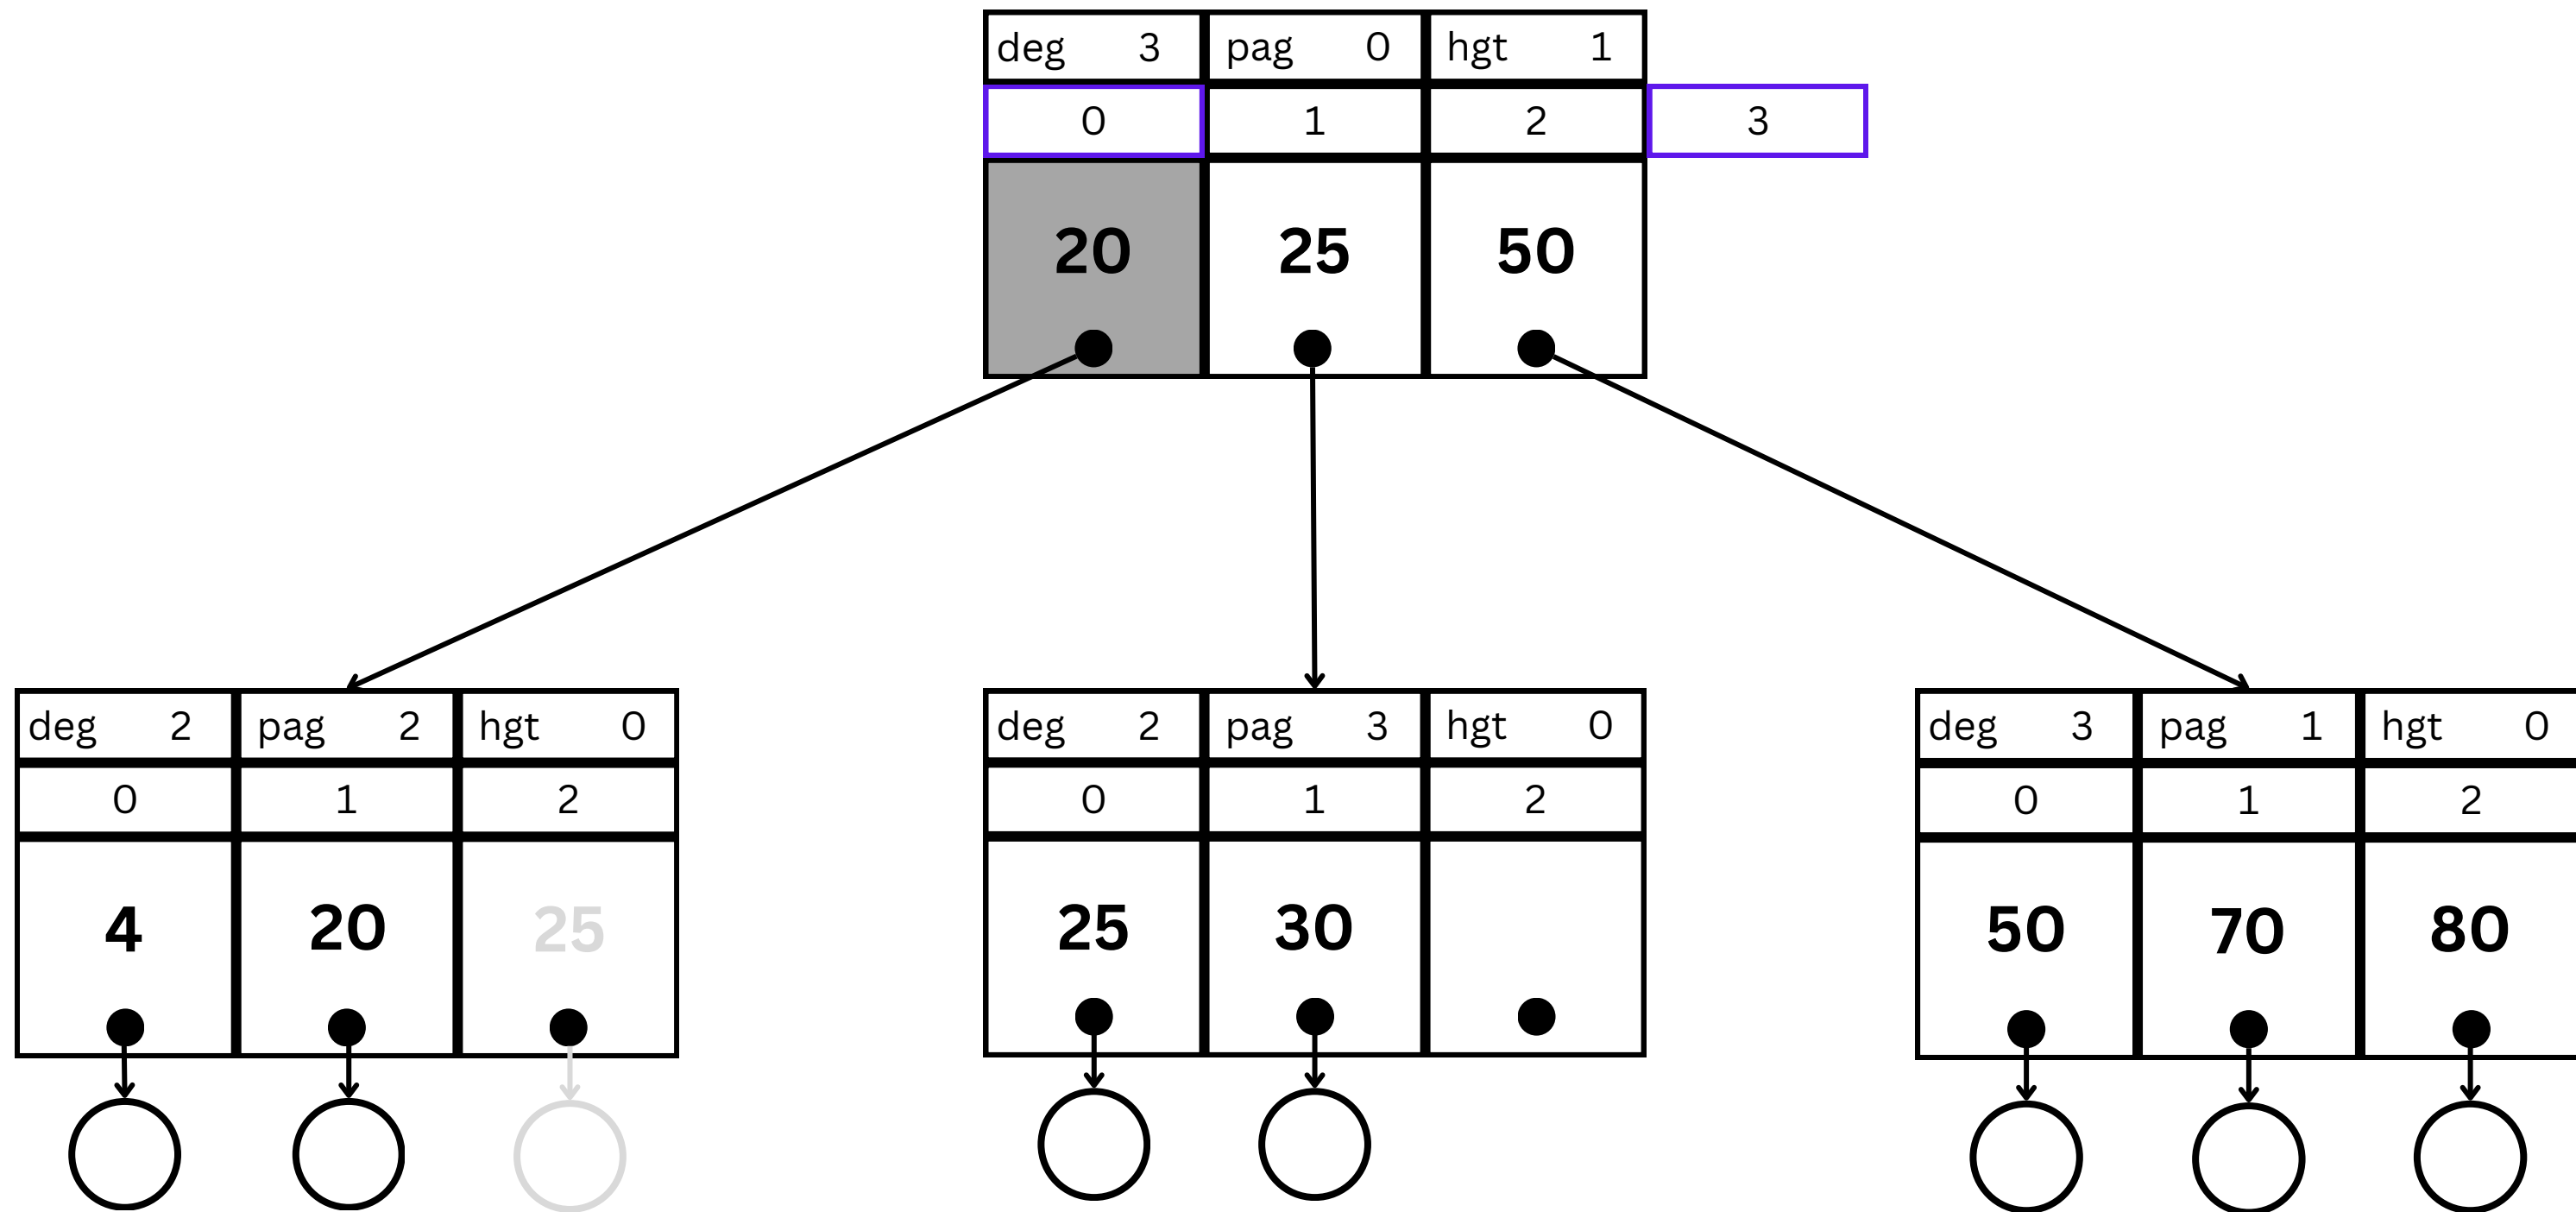 deg 3 pag 0 hgt 1
0 1 2 3
20 25 50
deg 2 pag 2 hgt 0
0 1 2
4 20 25
deg 2 pag 3 hgt 0
0 1 2
25 30
deg 3 pag 1 hgt 0
0 1 2
50 70 80